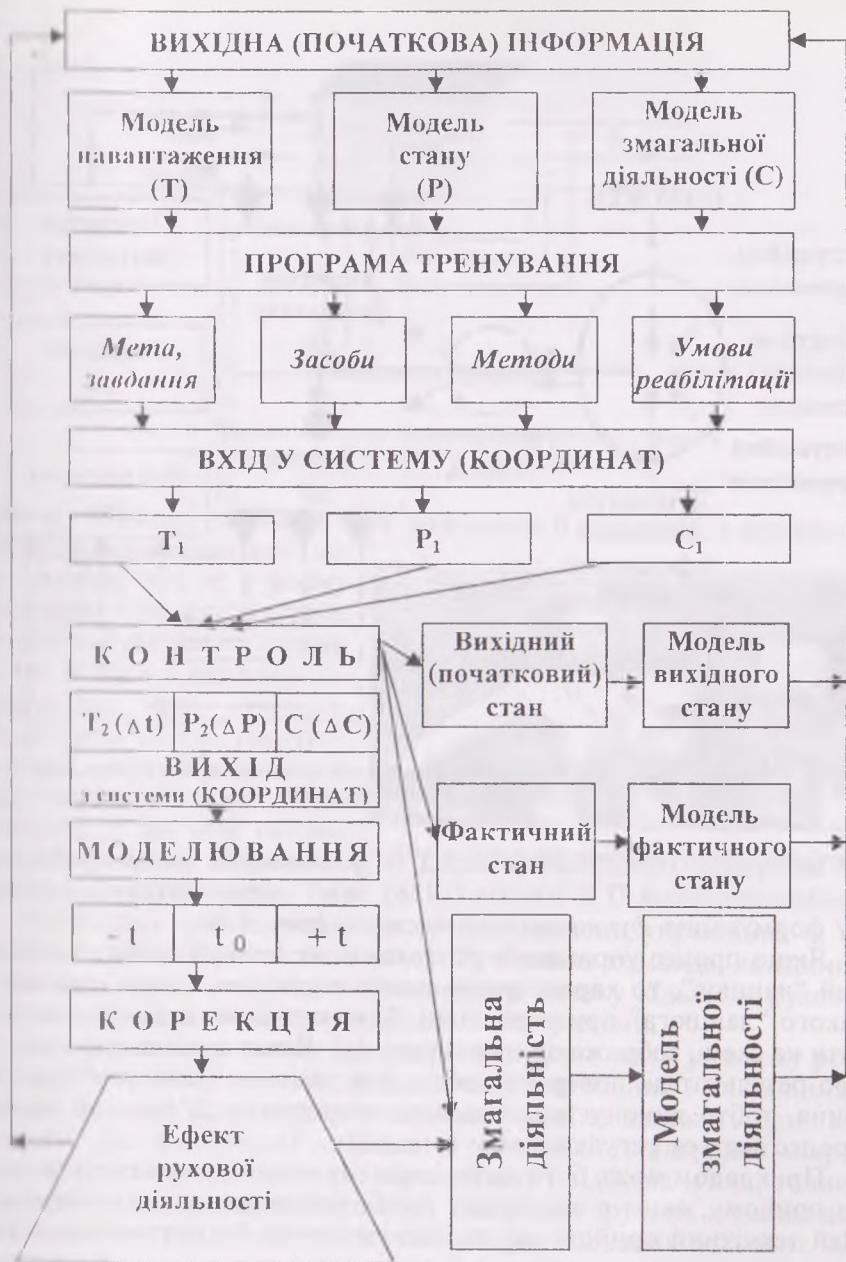 ВИХІДНА (ПОЧАТКОВА) ІНФОРМАЦІЯ
Модель
навантаження
(Т)
Модель
стану
(Р)
Модель
змагальної
діяльності (С)
ПРОГРАМА ТРЕНУВАННЯ
Мета,
завдання
Засоби
Методи
Умови
реабілітації
ВХІД У СИСТЕМУ (КООРДИНАТ)
Т₁
Р₁
С₁
КОНТРОЛЬ
Т₂(Δt) Р₂(ΔР) С (ΔС)
ВИХІД
з системи (КООРДИНАТ)
МОДЕЛЮВАННЯ
- t t₀ + t
КОРЕКЦІЯ
Ефект
рухової
діяльності
Вихідний
(початковий)
стан
Модель
вихідного
стану
Фактичний
стан
Модель
фактичного
стану
Змагальна
діяльність
Модель
змагальної
діяльності